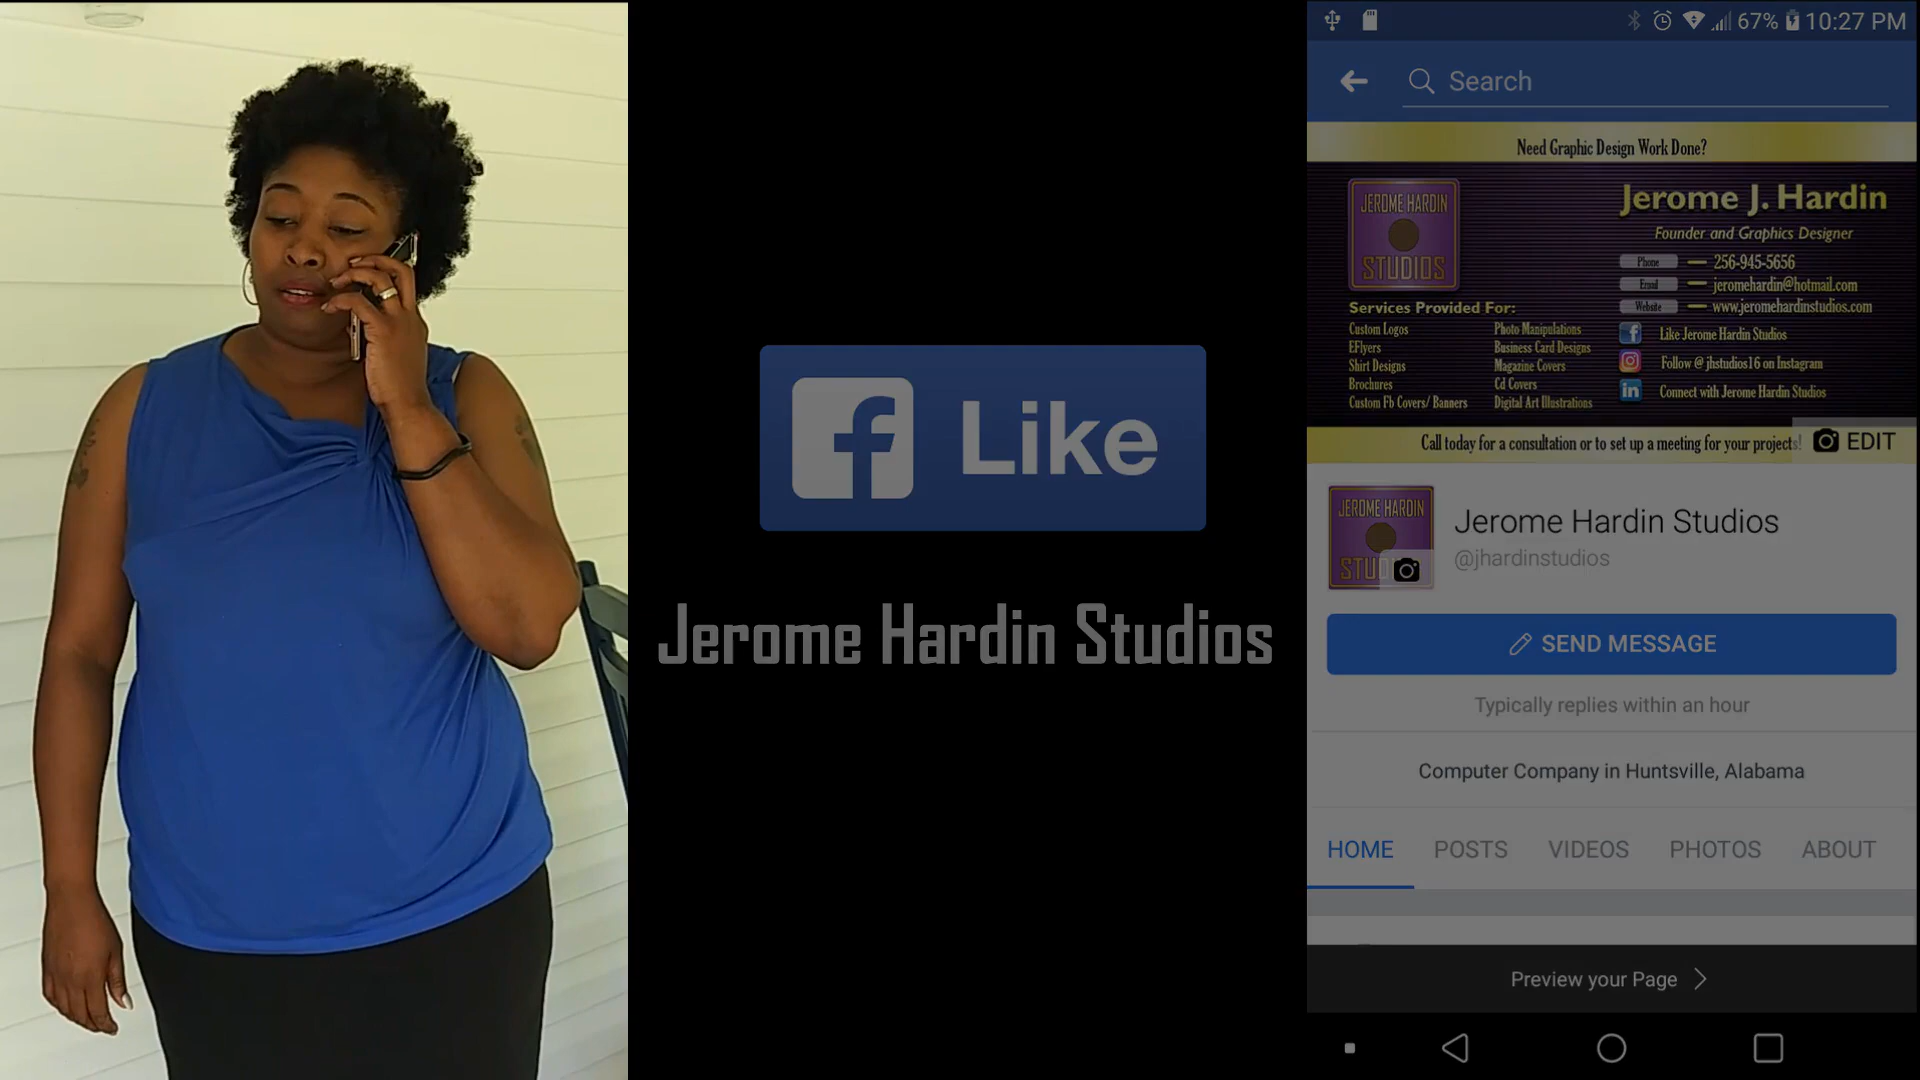 67% 10:27 PM
Search
Need Graphic Design Work Done?
JEROME HARDIN
STUDIOS
Jerome J. Hardin
Founder and Graphics Designer
Phone 256-945-5656
Email jeromehardin@hotmail.com
Website www.jeromehardinstudios.com
Like Jerome Hardin Studios
Follow @ jhstudios16 on Instagram
in Connect with Jerome Hardin Studios
Services Provided For:
Custom Logos
EFlyers
Shirt Designs
Brochures
Custom Fb Covers/ Banners
Photo Manipulations
Business Card Designs
Magazine Covers
Cd Covers
Digital Art Illustrations
Call today for a consultation or to set up a meeting for your projects!
EDIT
f Like
Jerome Hardin Studios
JEROME HARDIN
STUD
Jerome Hardin Studios
@jhardinstudios
SEND MESSAGE
Typically replies within an hour
Computer Company in Huntsville, Alabama
HOME POSTS VIDEOS PHOTOS ABOUT
Preview your Page